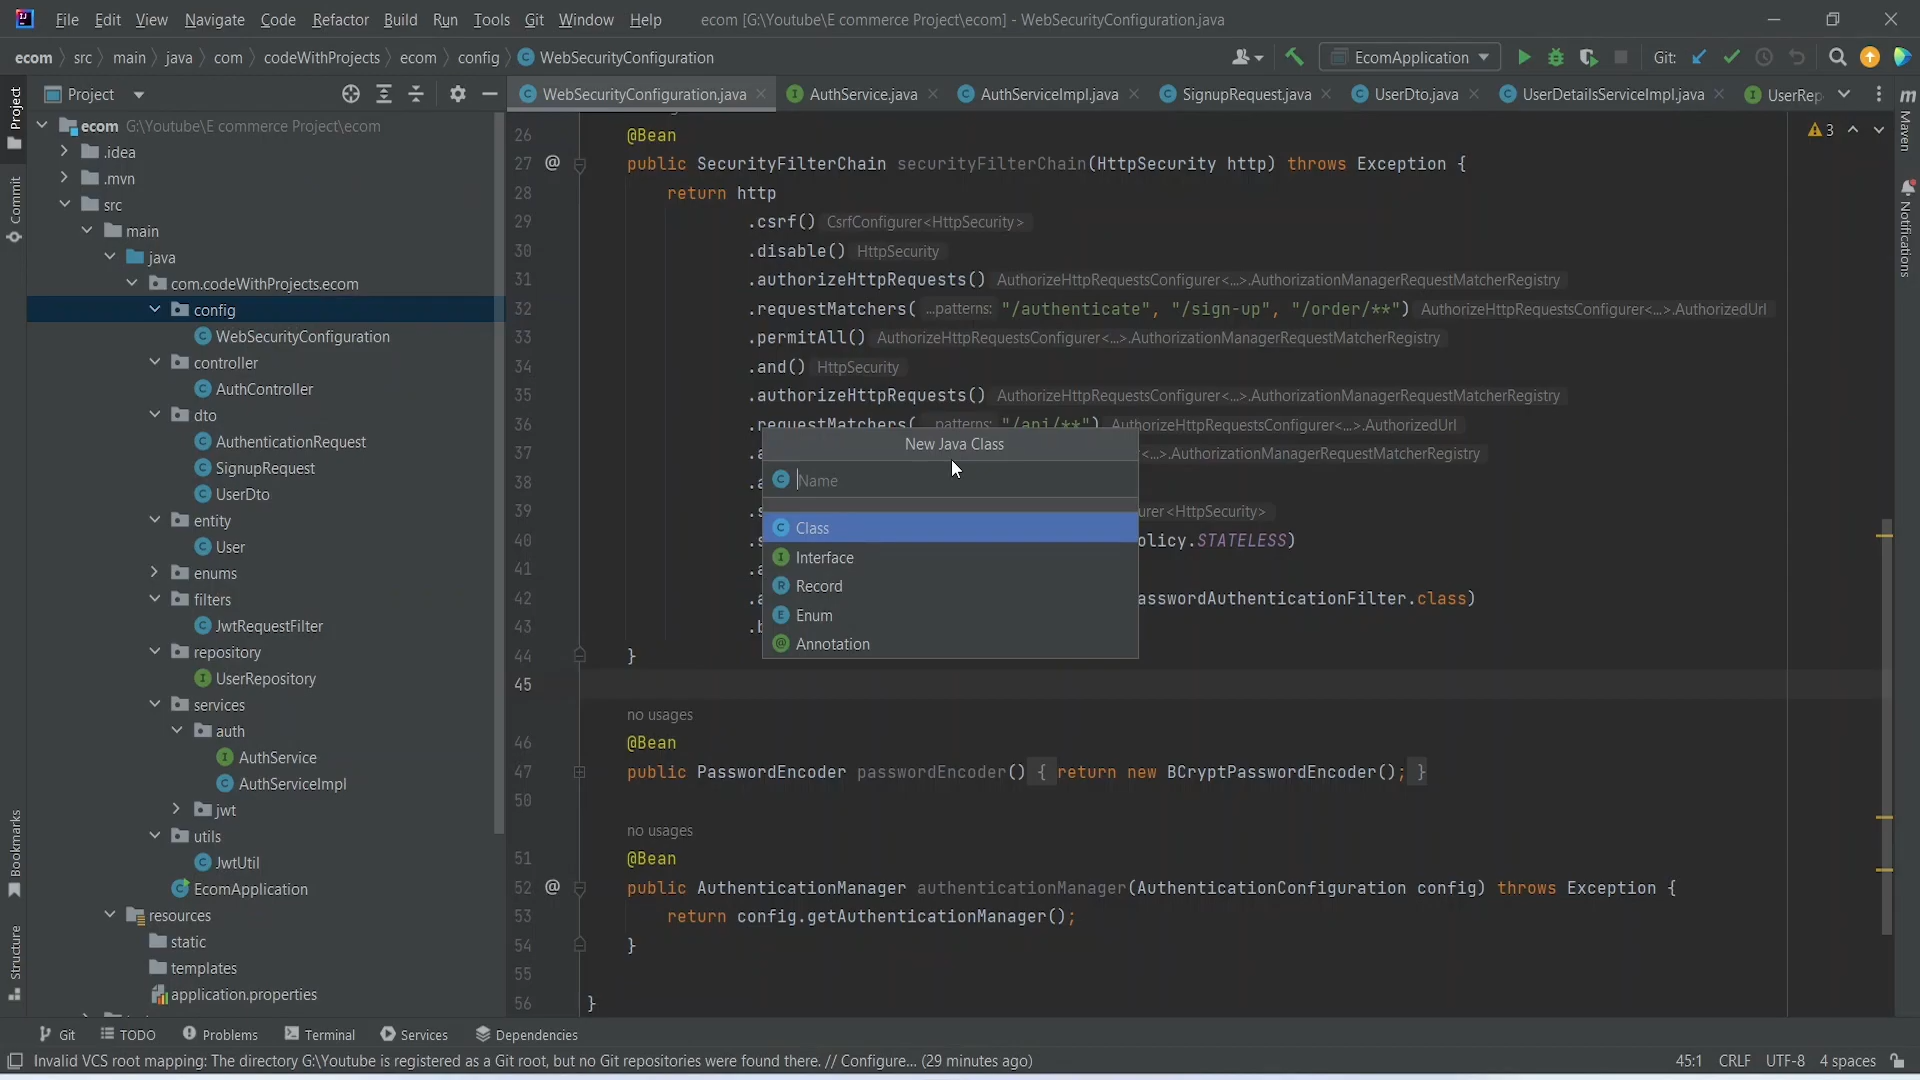 File Edit View Navigate Code Refactor Build Run Tools Git Window Help ecom [G:\Youtube\E commerce Project\ecom] - WebSecurityConfiguration.java
ecom src main java com codeWithProjects ecom config WebSecurityConfiguration EcomApplication Git:
Project
WebSecurityConfiguration.java AuthService.java AuthServiceImpl.java SignupRequest.java UserDto.java UserDetailsServiceImpl.java UserRep
Project
Commit
Bookmarks
Structure
Maven
Notifications
ecom G:\Youtube\E commerce Project\ecom
.idea
.mvn
src
main
java
com.codeWithProjects.ecom
config
WebSecurityConfiguration
controller
AuthController
dto
AuthenticationRequest
SignupRequest
UserDto
entity
User
enums
filters
JwtRequestFilter
repository
UserRepository
services
auth
AuthService
AuthServiceImpl
jwt
utils
JwtUtil
EcomApplication
resources
static
templates
application.properties
3
26 @Bean
27 @ public SecurityFilterChain securityFilterChain(HttpSecurity http) throws Exception {
28 return http
29 .csrf() CsrfConfigurer<HttpSecurity>
30 .disable() HttpSecurity
31 .authorizeHttpRequests() AuthorizeHttpRequestsConfigurer<...>.AuthorizationManagerRequestMatcherRegistry
32 .requestMatchers( ...patterns: "/authenticate", "/sign-up", "/order/**") AuthorizeHttpRequestsConfigurer<...>.AuthorizedUrl
33 .permitAll() AuthorizeHttpRequestsConfigurer<...>.AuthorizationManagerRequestMatcherRegistry
34 .and() HttpSecurity
35 .authorizeHttpRequests() AuthorizeHttpRequestsConfigurer<...>.AuthorizationManagerRequestMatcherRegistry
36 .requestMatchers( ...patterns: "/api/**") AuthorizeHttpRequestsConfigurer<...>.AuthorizedUrl
37 <...>.AuthorizationManagerRequestMatcherRegistry
38
39 urer<HttpSecurity>
40 olicy.STATELESS)
41
42 asswordAuthenticationFilter.class)
43
44 }
45
no usages
46 @Bean
47 public PasswordEncoder passwordEncoder() { return new BCryptPasswordEncoder(); }
50
no usages
51 @Bean
52 @ public AuthenticationManager authenticationManager(AuthenticationConfiguration config) throws Exception {
53 return config.getAuthenticationManager();
54 }
55
56 }
New Java Class
Name
Class
Interface
Record
Enum
Annotation
Git TODO Problems Terminal Services Dependencies
Invalid VCS root mapping: The directory G:\Youtube is registered as a Git root, but no Git repositories were found there. // Configure... (29 minutes ago) 45:1 CRLF UTF-8 4 spaces